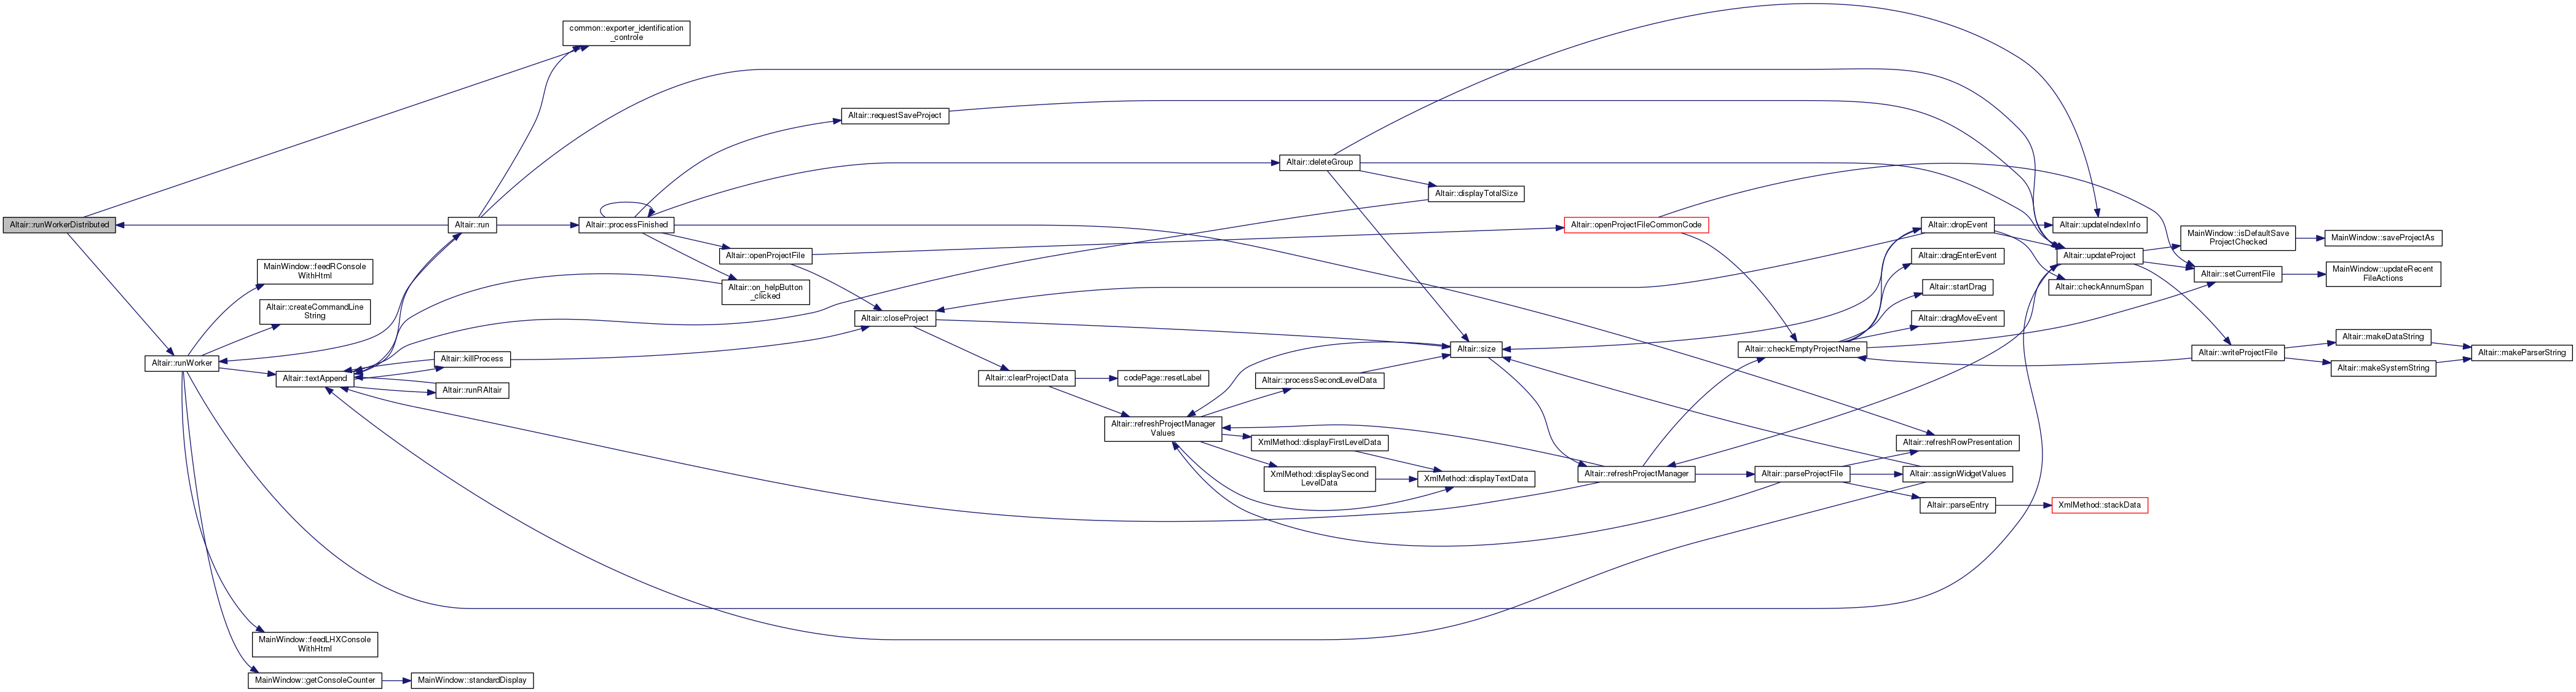 common::exporter_identification
_controle
Altair::requestSaveProject
Altair::deleteGroup
Altair::displayTotalSize
Altair::runWorkerDistributed
Altair::run
Altair::processFinished
Altair::openProjectFileCommonCode
Altair::dropEvent
Altair::updateIndexInfo
MainWindow::isDefaultSave
ProjectChecked
MainWindow::saveProjectAs
Altair::openProjectFile
Altair::dragEnterEvent
Altair::updateProject
MainWindow::feedRConsole
WithHtml
Altair::setCurrentFile
MainWindow::updateRecent
FileActions
Altair::on_helpButton
_clicked
Altair::startDrag
Altair::checkAnnumSpan
Altair::createCommandLine
String
Altair::closeProject
Altair::dragMoveEvent
Altair::makeDataString
Altair::size
Altair::checkEmptyProjectName
Altair::writeProjectFile
Altair::makeParserString
Altair::runWorker
Altair::killProcess
Altair::makeSystemString
Altair::textAppend
Altair::clearProjectData
codePage::resetLabel
Altair::processSecondLevelData
Altair::runRAltair
Altair::refreshProjectManager
Values
XmlMethod::displayFirstLevelData
Altair::refreshRowPresentation
XmlMethod::displaySecond
LevelData
XmlMethod::displayTextData
Altair::refreshProjectManager
Altair::parseProjectFile
Altair::assignWidgetValues
Altair::parseEntry
XmlMethod::stackData
MainWindow::feedLHXConsole
WithHtml
MainWindow::getConsoleCounter
MainWindow::standardDisplay